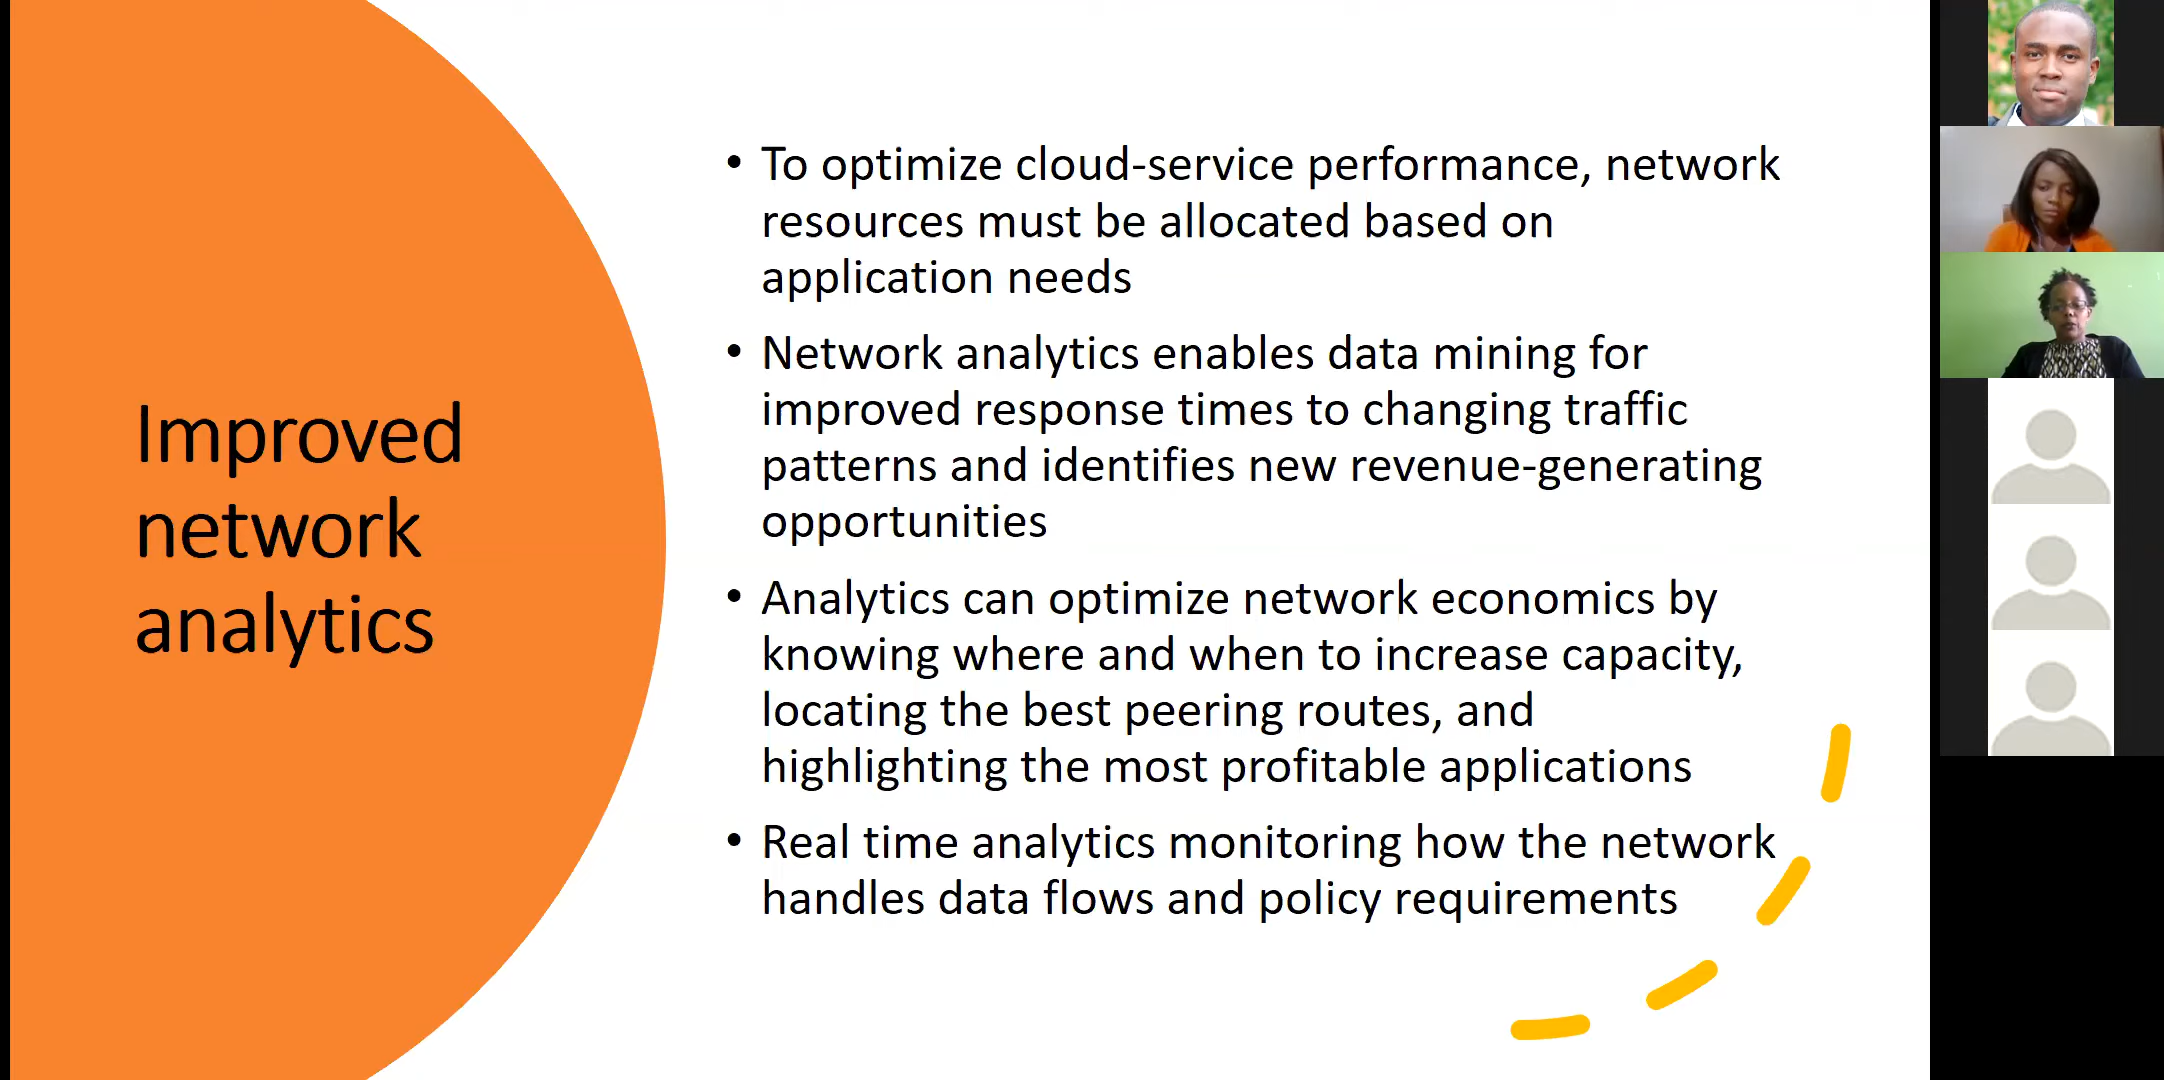 Improved
network
analytics
• To optimize cloud-service performance, network
resources must be allocated based on
application needs
• Network analytics enables data mining for
improved response times to changing traffic
patterns and identifies new revenue-generating
opportunities
• Analytics can optimize network economics by
knowing where and when to increase capacity,
locating the best peering routes, and
highlighting the most profitable applications
• Real time analytics monitoring how the network
handles data flows and policy requirements